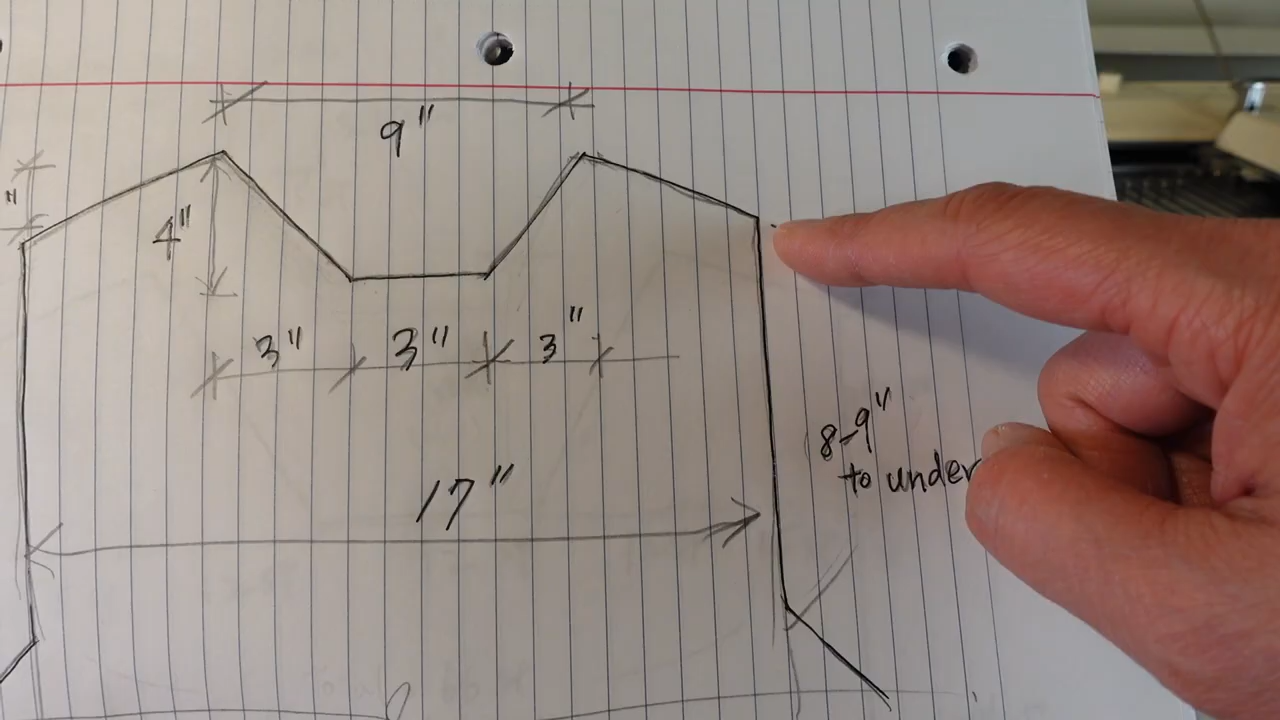 9"
4"
3" 3" 3"
8-9"
to under
17"